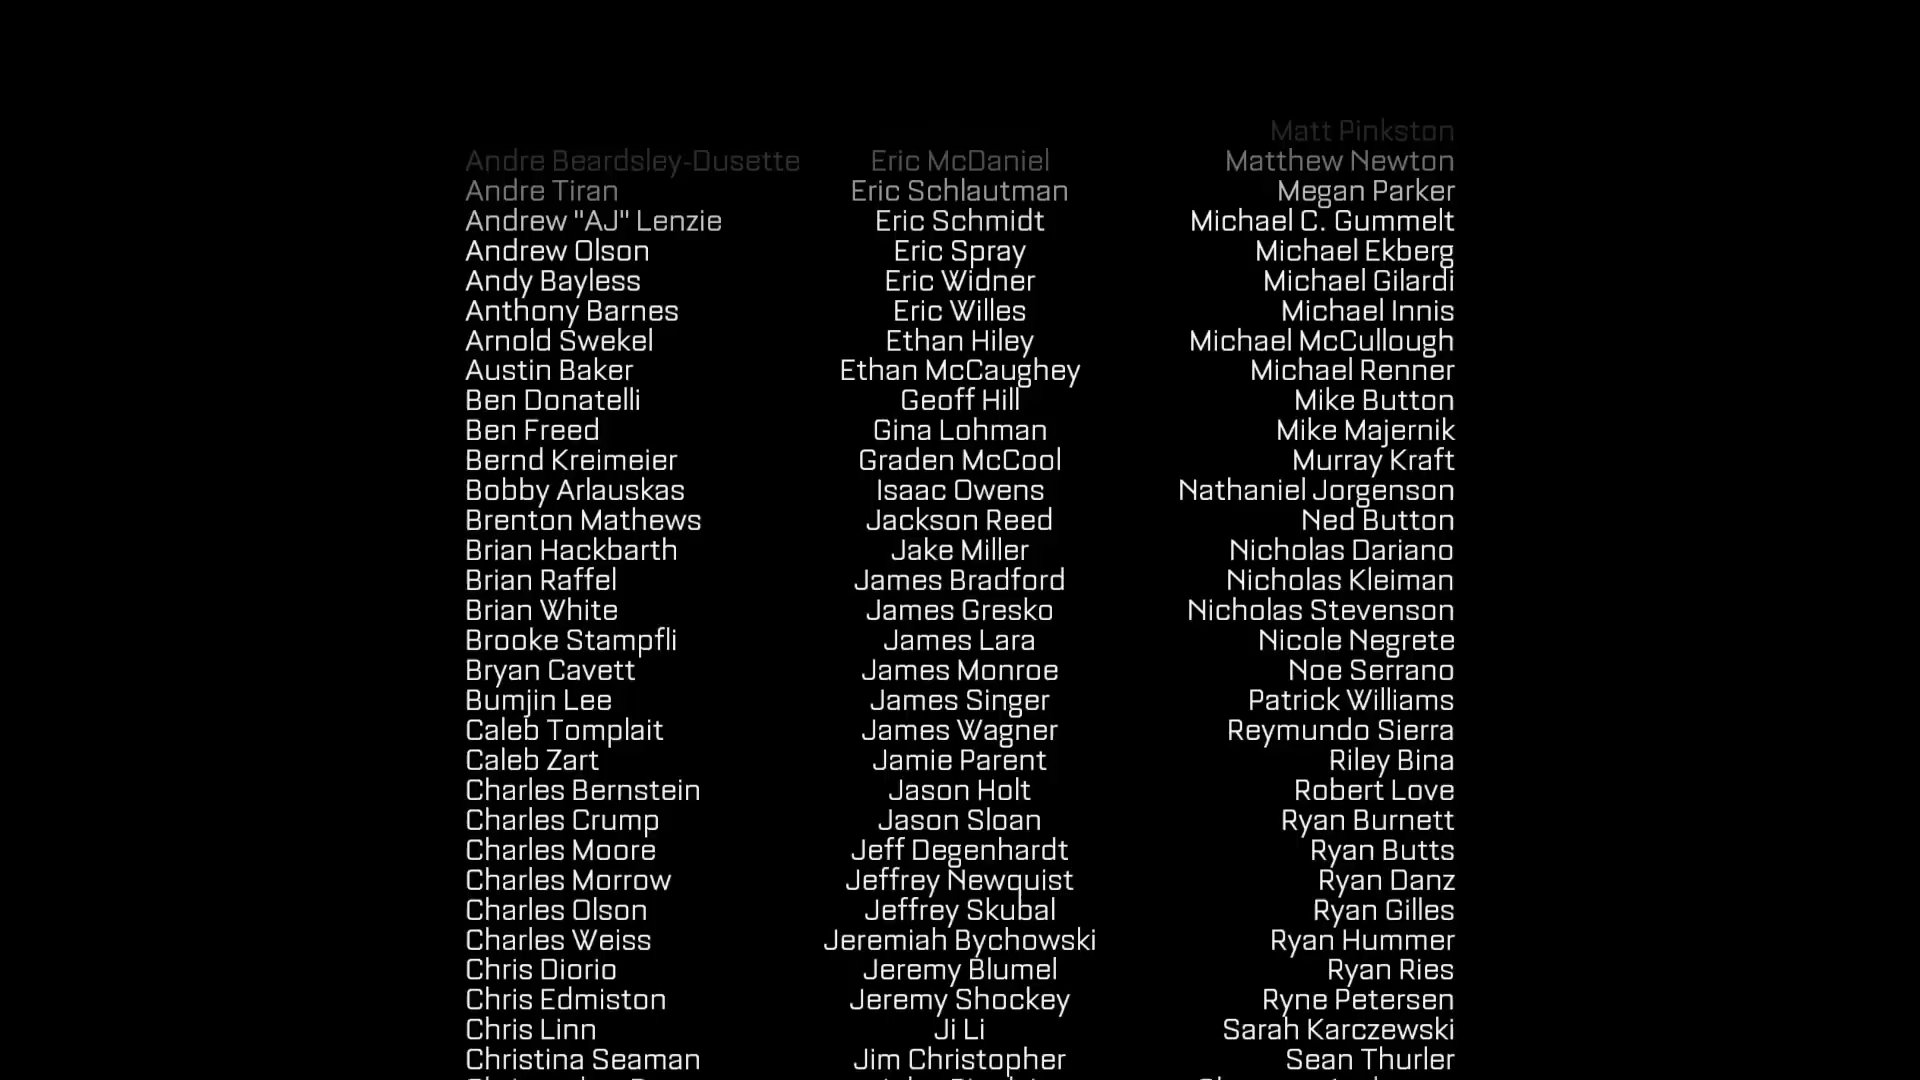 Matt Pinkston
Andre Beardsley-Dusette Eric McDaniel Matthew Newton
Andre Tiran Eric Schlautman Megan Parker
Andrew "AJ" Lenzie Eric Schmidt Michael C. Gummelt
Andrew Olson Eric Spray Michael Ekberg
Andy Bayless Eric Widner Michael Gilardi
Anthony Barnes Eric Willes Michael Innis
Arnold Swekel Ethan Hiley Michael McCullough
Austin Baker Ethan McCaughey Michael Renner
Ben Donatelli Geoff Hill Mike Button
Ben Freed Gina Lohman Mike Majernik
Bernd Kreimeier Graden McCool Murray Kraft
Bobby Arlauskas Isaac Owens Nathaniel Jorgenson
Brenton Mathews Jackson Reed Ned Button
Brian Hackbarth Jake Miller Nicholas Dariano
Brian Raffel James Bradford Nicholas Kleiman
Brian White James Gresko Nicholas Stevenson
Brooke Stampfli James Lara Nicole Negrete
Bryan Cavett James Monroe Noe Serrano
Bumjin Lee James Singer Patrick Williams
Caleb Tomplait James Wagner Reymundo Sierra
Caleb Zart Jamie Parent Riley Bina
Charles Bernstein Jason Holt Robert Love
Charles Crump Jason Sloan Ryan Burnett
Charles Moore Jeff Degenhardt Ryan Butts
Charles Morrow Jeffrey Newquist Ryan Danz
Charles Olson Jeffrey Skubal Ryan Gilles
Charles Weiss Jeremiah Bychowski Ryan Hummer
Chris Diorio Jeremy Blumel Ryan Ries
Chris Edmiston Jeremy Shockey Ryne Petersen
Chris Linn Ji Li Sarah Karczewski
Christina Seaman Jim Christopher Sean Thurler